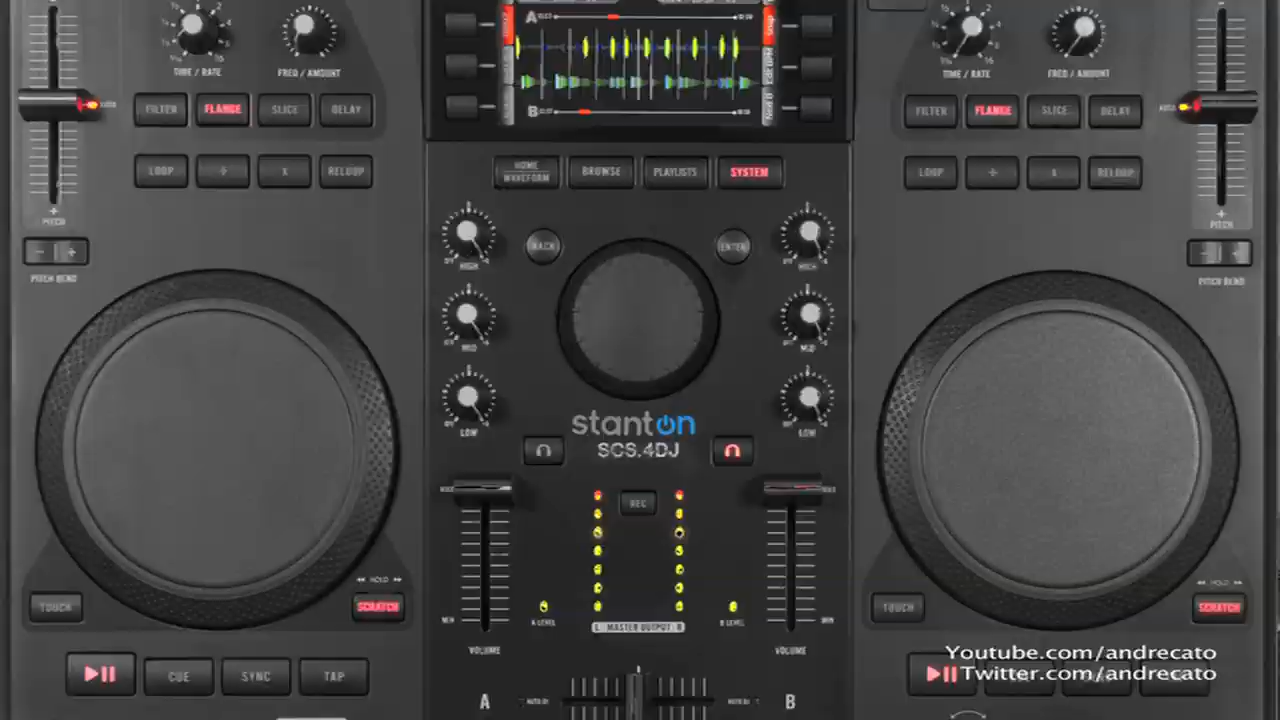 TIME / RATE
FREQ / AMOUNT
TIME / RATE
FREQ / AMOUNT
FILTER
FLANGE
SLICE
DELAY
FILTER
FLANGE
SLICE
DELAY
A
B
HOME
WAVEFORM
BROWSE
PLAYLISTS
SYSTEM
LOOP
÷
X
RELOOP
LOOP
÷
X
RELOOP
PITCH
PITCH
PITCH BEND
PITCH BEND
HIGH
BACK
ENTER
HIGH
MID
MID
LOW
LOW
stanton
SCS.4DJ
REC
HOLD
HOLD
TOUCH
SCRATCH
TOUCH
SCRATCH
MIN
A LEVEL
B LEVEL
MIN
L MASTER OUTPUT R
VOLUME
VOLUME
CUE
SYNC
TAP
A
B
Youtube.com/andrecato
Twitter.com/andrecato